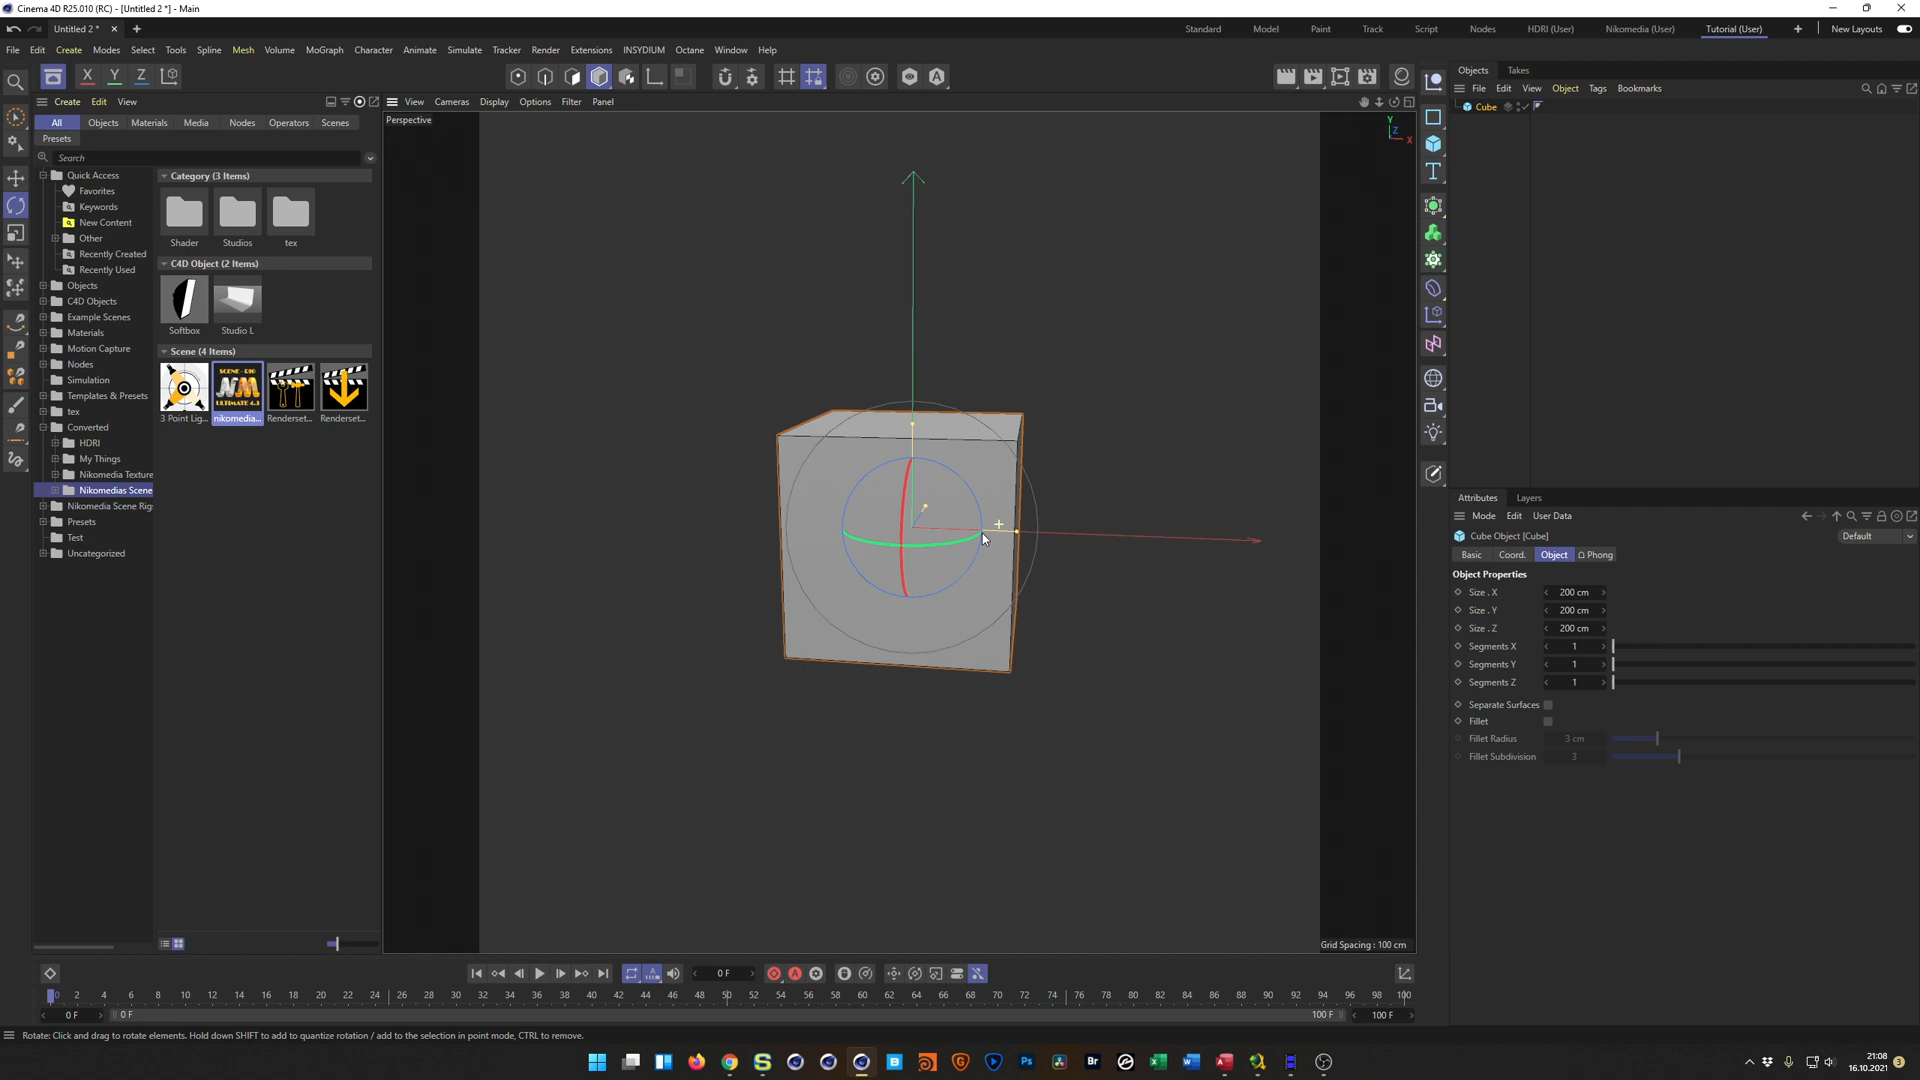 Cinema 4D R25.010 (RC) - [Untitled 2 *] - Main
Untitled 2 *
Standard Model Paint Track Script Nodes HDRI (User) Nikomedia (User) Tutorial (User) New Layouts
File Edit Create Modes Select Tools Spline Mesh Volume MoGraph Character Animate Simulate Tracker Render Extensions INSYDIUM Octane Window Help
X Y Z
Objects Takes
File Edit View Object Tags Bookmarks
Cube
Create Edit View
View Cameras Display Options Filter Panel
All Objects Materials Media Nodes Operators Scenes
Presets
Search
Quick Access
Favorites
Keywords
New Content
Other
Recently Created
Recently Used
Objects
C4D Objects
Example Scenes
Materials
Motion Capture
Nodes
Simulation
Templates & Presets
tex
Converted
HDRI
My Things
Nikomedia Texture
Nikomedias Scene
Nikomedia Scene Rig
Presets
Test
Uncategorized
Category (3 Items)
Shader Studios tex
C4D Object (2 Items)
Softbox Studio L
Scene (4 Items)
SCENE - RIG
NM
ULTIMATE 4.1
3 Point Lig... nikomedia... Renderset... Renderset...
Perspective
Y
Z
X
Grid Spacing : 100 cm
Attributes Layers
Mode Edit User Data
Cube Object [Cube] Default
Basic Coord. Object Phong
Object Properties
Size . X 200 cm
Size . Y 200 cm
Size . Z 200 cm
Segments X 1
Segments Y 1
Segments Z 1
Separate Surfaces
Fillet
Fillet Radius 3 cm
Fillet Subdivision 3
0 F
0 2 4 6 8 10 12 14 16 18 20 22 24 26 28 30 32 34 36 38 40 42 44 46 48 50 52 54 56 58 60 62 64 66 68 70 72 74 76 78 80 82 84 86 88 90 92 94 96 98 100
0 F 0 F 100 F 100 F
Rotate: Click and drag to rotate elements. Hold down SHIFT to add to quantize rotation / add to the selection in point mode, CTRL to remove.
Ps Br
21:08
16.10.2021
3